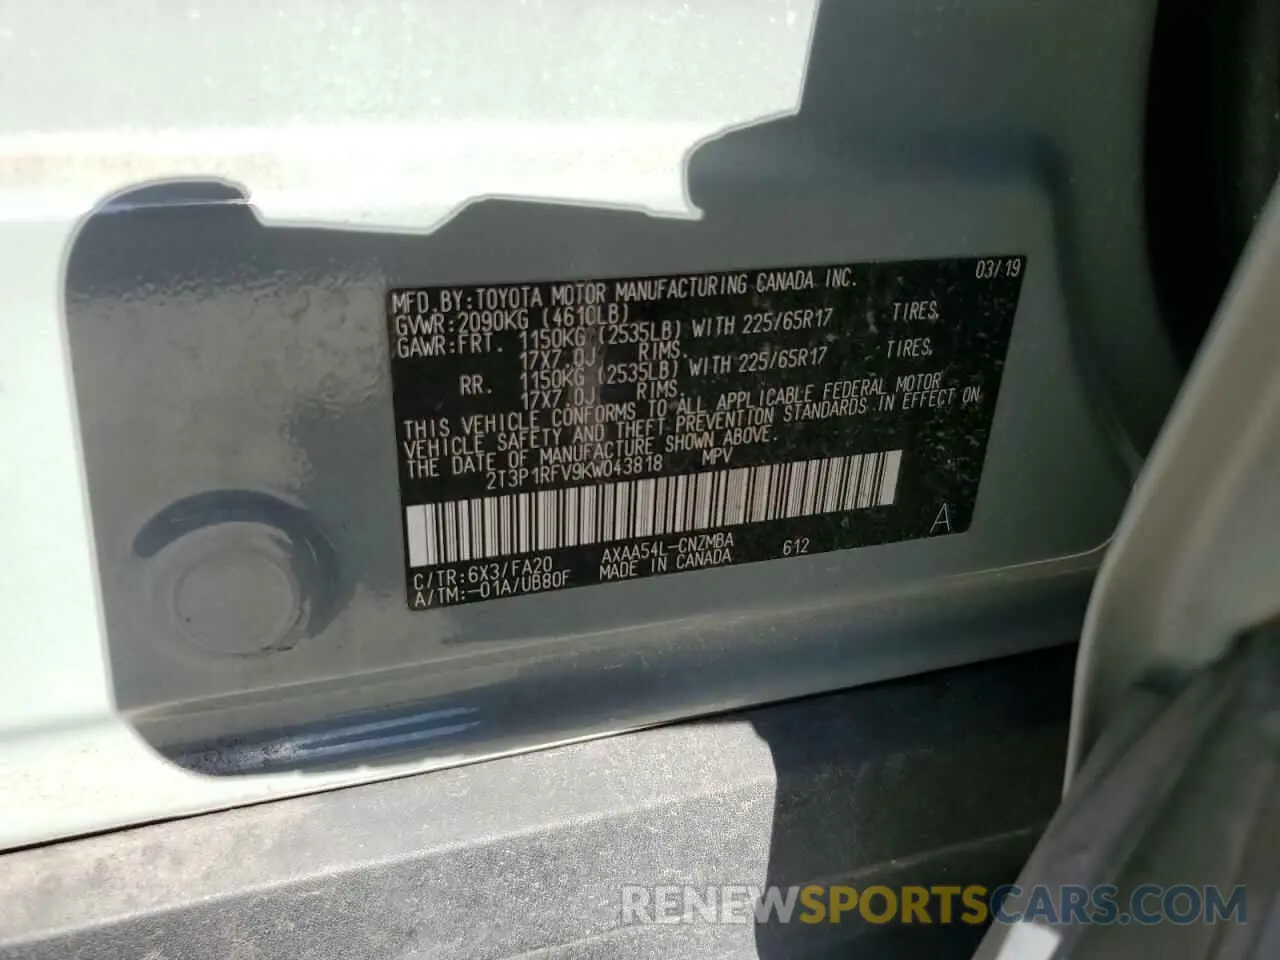 MFD. BY: TOYOTA MOTOR MANUFACTURING CANADA INC. 03/19
GVWR: 2090KG (4610LB)
GAWR: FRT. 1150KG (2535LB) WITH 225/65R17 TIRES,
17X7.0J RIMS.
RR. 1150KG (2535LB) WITH 225/65R17 TIRES,
17X7.0J RIMS.
THIS VEHICLE CONFORMS TO ALL APPLICABLE FEDERAL MOTOR
VEHICLE SAFETY AND THEFT PREVENTION STANDARDS IN EFFECT ON
THE DATE OF MANUFACTURE SHOWN ABOVE.
2T3P1RFV9KW043818 MPV
A
C/TR: 6X3/FA20 AXAA54L-CNZMBA 612
A/TM: -01A/UB80F MADE IN CANADA
RENEWSPORTSCARS.COM